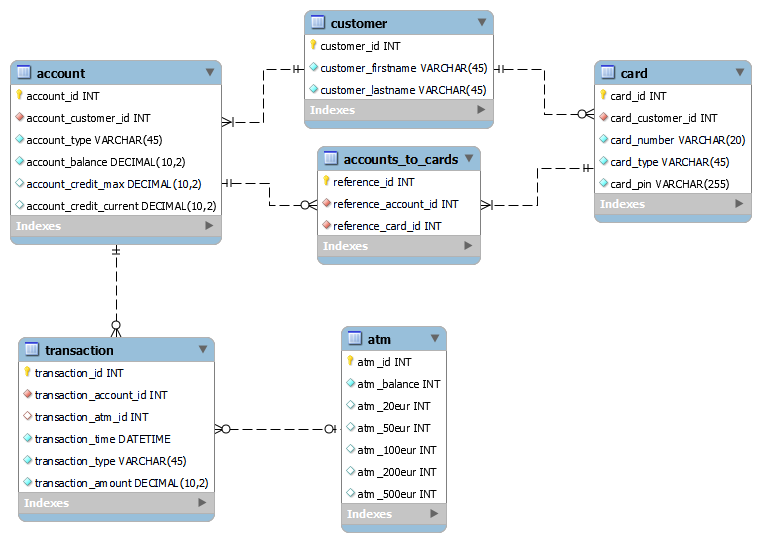 customer
customer_id INT
customer_firstname VARCHAR(45)
customer_lastname VARCHAR(45)
Indexes
account
account_id INT
account_customer_id INT
account_type VARCHAR(45)
account_balance DECIMAL(10,2)
account_credit_max DECIMAL(10,2)
account_credit_current DECIMAL(10,2)
Indexes
card
card_id INT
card_customer_id INT
card_number VARCHAR(20)
card_type VARCHAR(45)
card_pin VARCHAR(255)
Indexes
accounts_to_cards
reference_id INT
reference_account_id INT
reference_card_id INT
Indexes
transaction
transaction_id INT
transaction_account_id INT
transaction_atm_id INT
transaction_time DATETIME
transaction_type VARCHAR(45)
transaction_amount DECIMAL(10,2)
Indexes
atm
atm_id INT
atm_balance INT
atm_20eur INT
atm_50eur INT
atm_100eur INT
atm_200eur INT
atm_500eur INT
Indexes